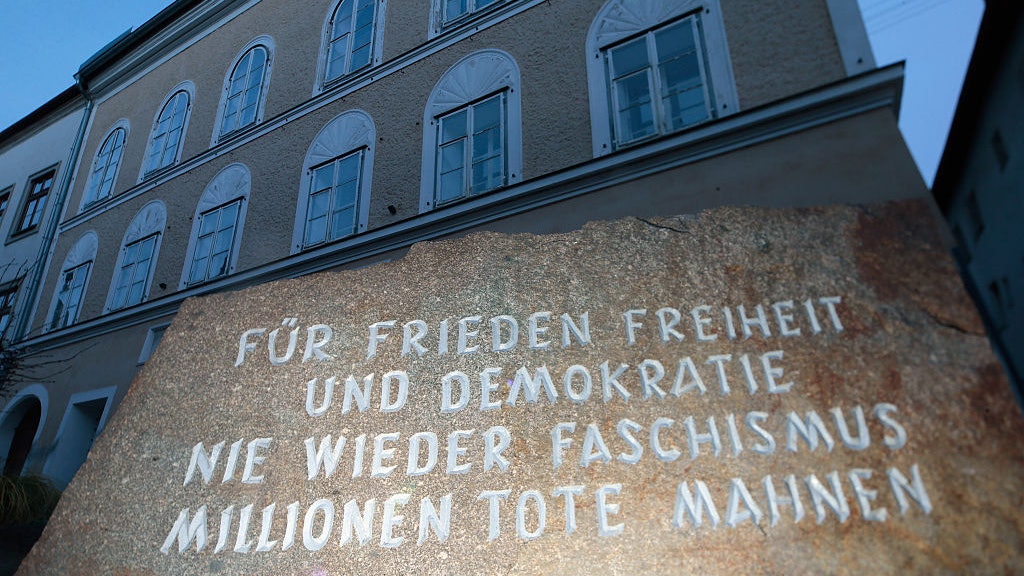 FÜR FRIEDEN FREIHEIT
UND DEMOKRATIE
NIE WIEDER FASCHISMUS
MILLIONEN TOTE MAHNEN